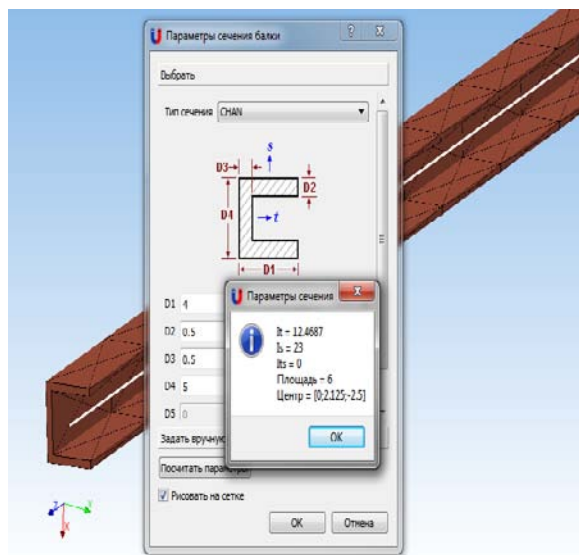 Параметры сечения балки
Выбрать
Тип сечения CHAN
s
D3
D2
D4
t
D1
D1 4
D2 0.5
D3 0.5
D4 5
D5 0
Задать вручную
Посчитать параметры
Рисовать на сетке
OK Отмена
Параметры сечения
It = 12.4687
Is = 23
Its = 0
Площадь = 6
Центр = [0;2.125;-2.5]
OK
Z Y
X